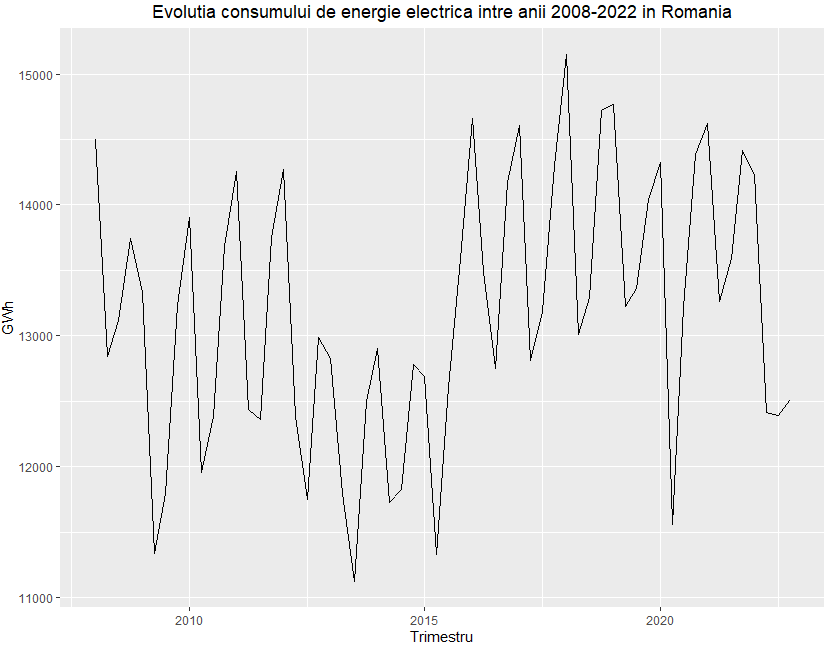 Evolutia consumului de energie electrica intre anii 2008-2022 in Romania
15000
14000
13000
12000
11000
GWh
2010 2015 2020
Trimestru